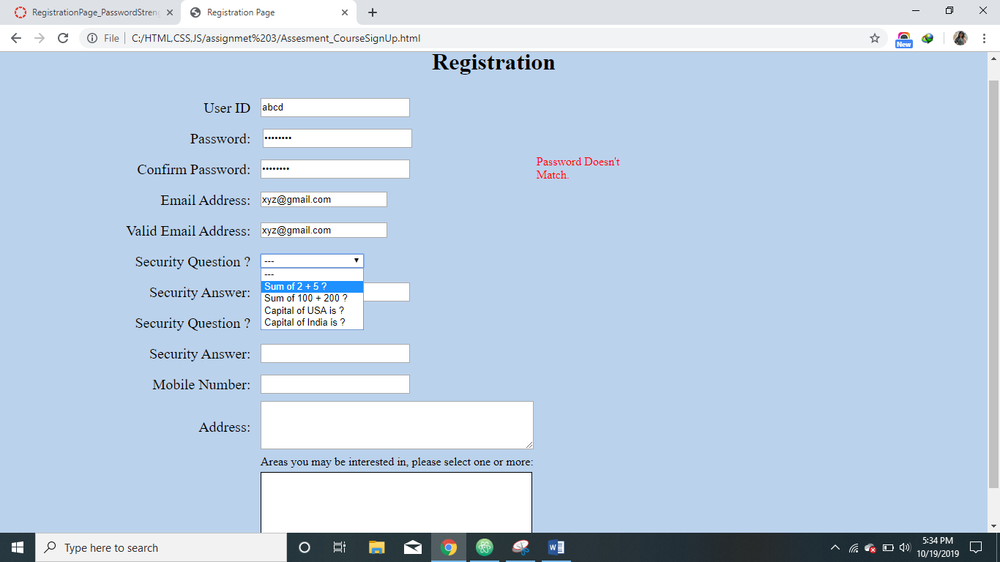 RegistrationPage_PasswordStreng
Registration Page
File
C:/HTML,CSS,JS/assignmet%203/Assesment_CourseSignUp.html
New
Registration
User ID
abcd
Password:
••••••••
Confirm Password:
••••••••
Password Doesn't
Match.
Email Address:
xyz@gmail.com
Valid Email Address:
xyz@gmail.com
Security Question ?
---
---
Sum of 2 + 5 ?
Security Answer:
Sum of 100 + 200 ?
Capital of USA is ?
Security Question ?
Capital of India is ?
Security Answer:
Mobile Number:
Address:
Areas you may be interested in, please select one or more:
Type here to search
5:34 PM
10/19/2019